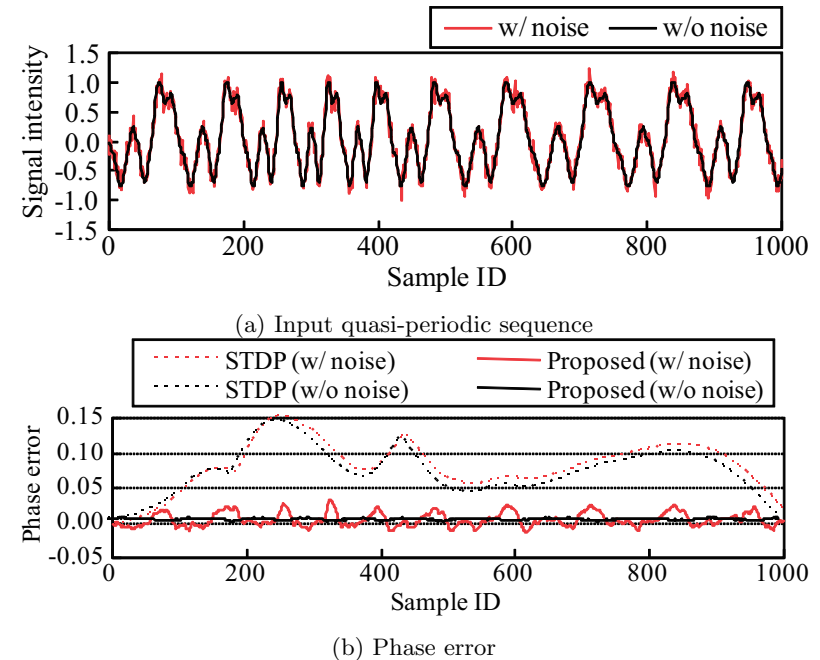 w/ noise w/o noise
1.5
1.0
0.5
0.0
-0.5
-1.0
-1.5
Signal intensity
0 200 400 600 800 1000
Sample ID
(a) Input quasi-periodic sequence
STDP (w/ noise) Proposed (w/ noise)
STDP (w/o noise) Proposed (w/o noise)
0.15
0.10
0.05
0.00
-0.05
Phase error
0 200 400 600 800 1000
Sample ID
(b) Phase error